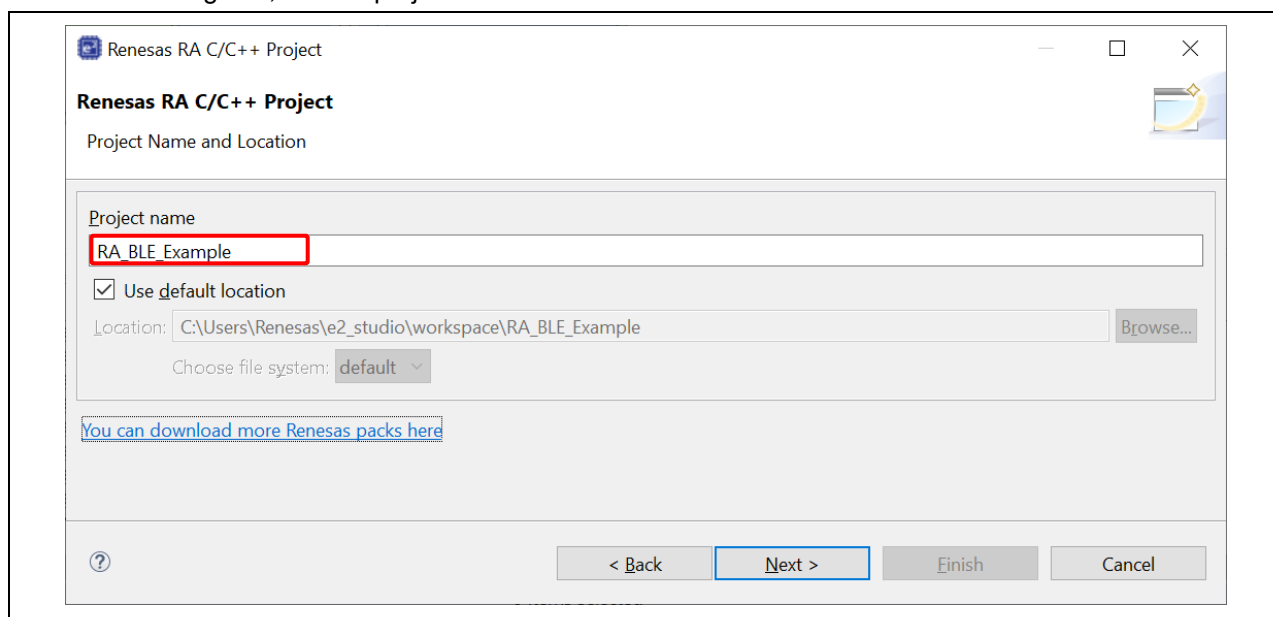 Renesas RA C/C++ Project
Renesas RA C/C++ Project
Project Name and Location
Project name
RA_BLE_Example
Use default location
Location: C:\Users\Renesas\e2_studio\workspace\RA_BLE_Example Browse...
Choose file system: default
You can download more Renesas packs here
< Back Next > Finish Cancel